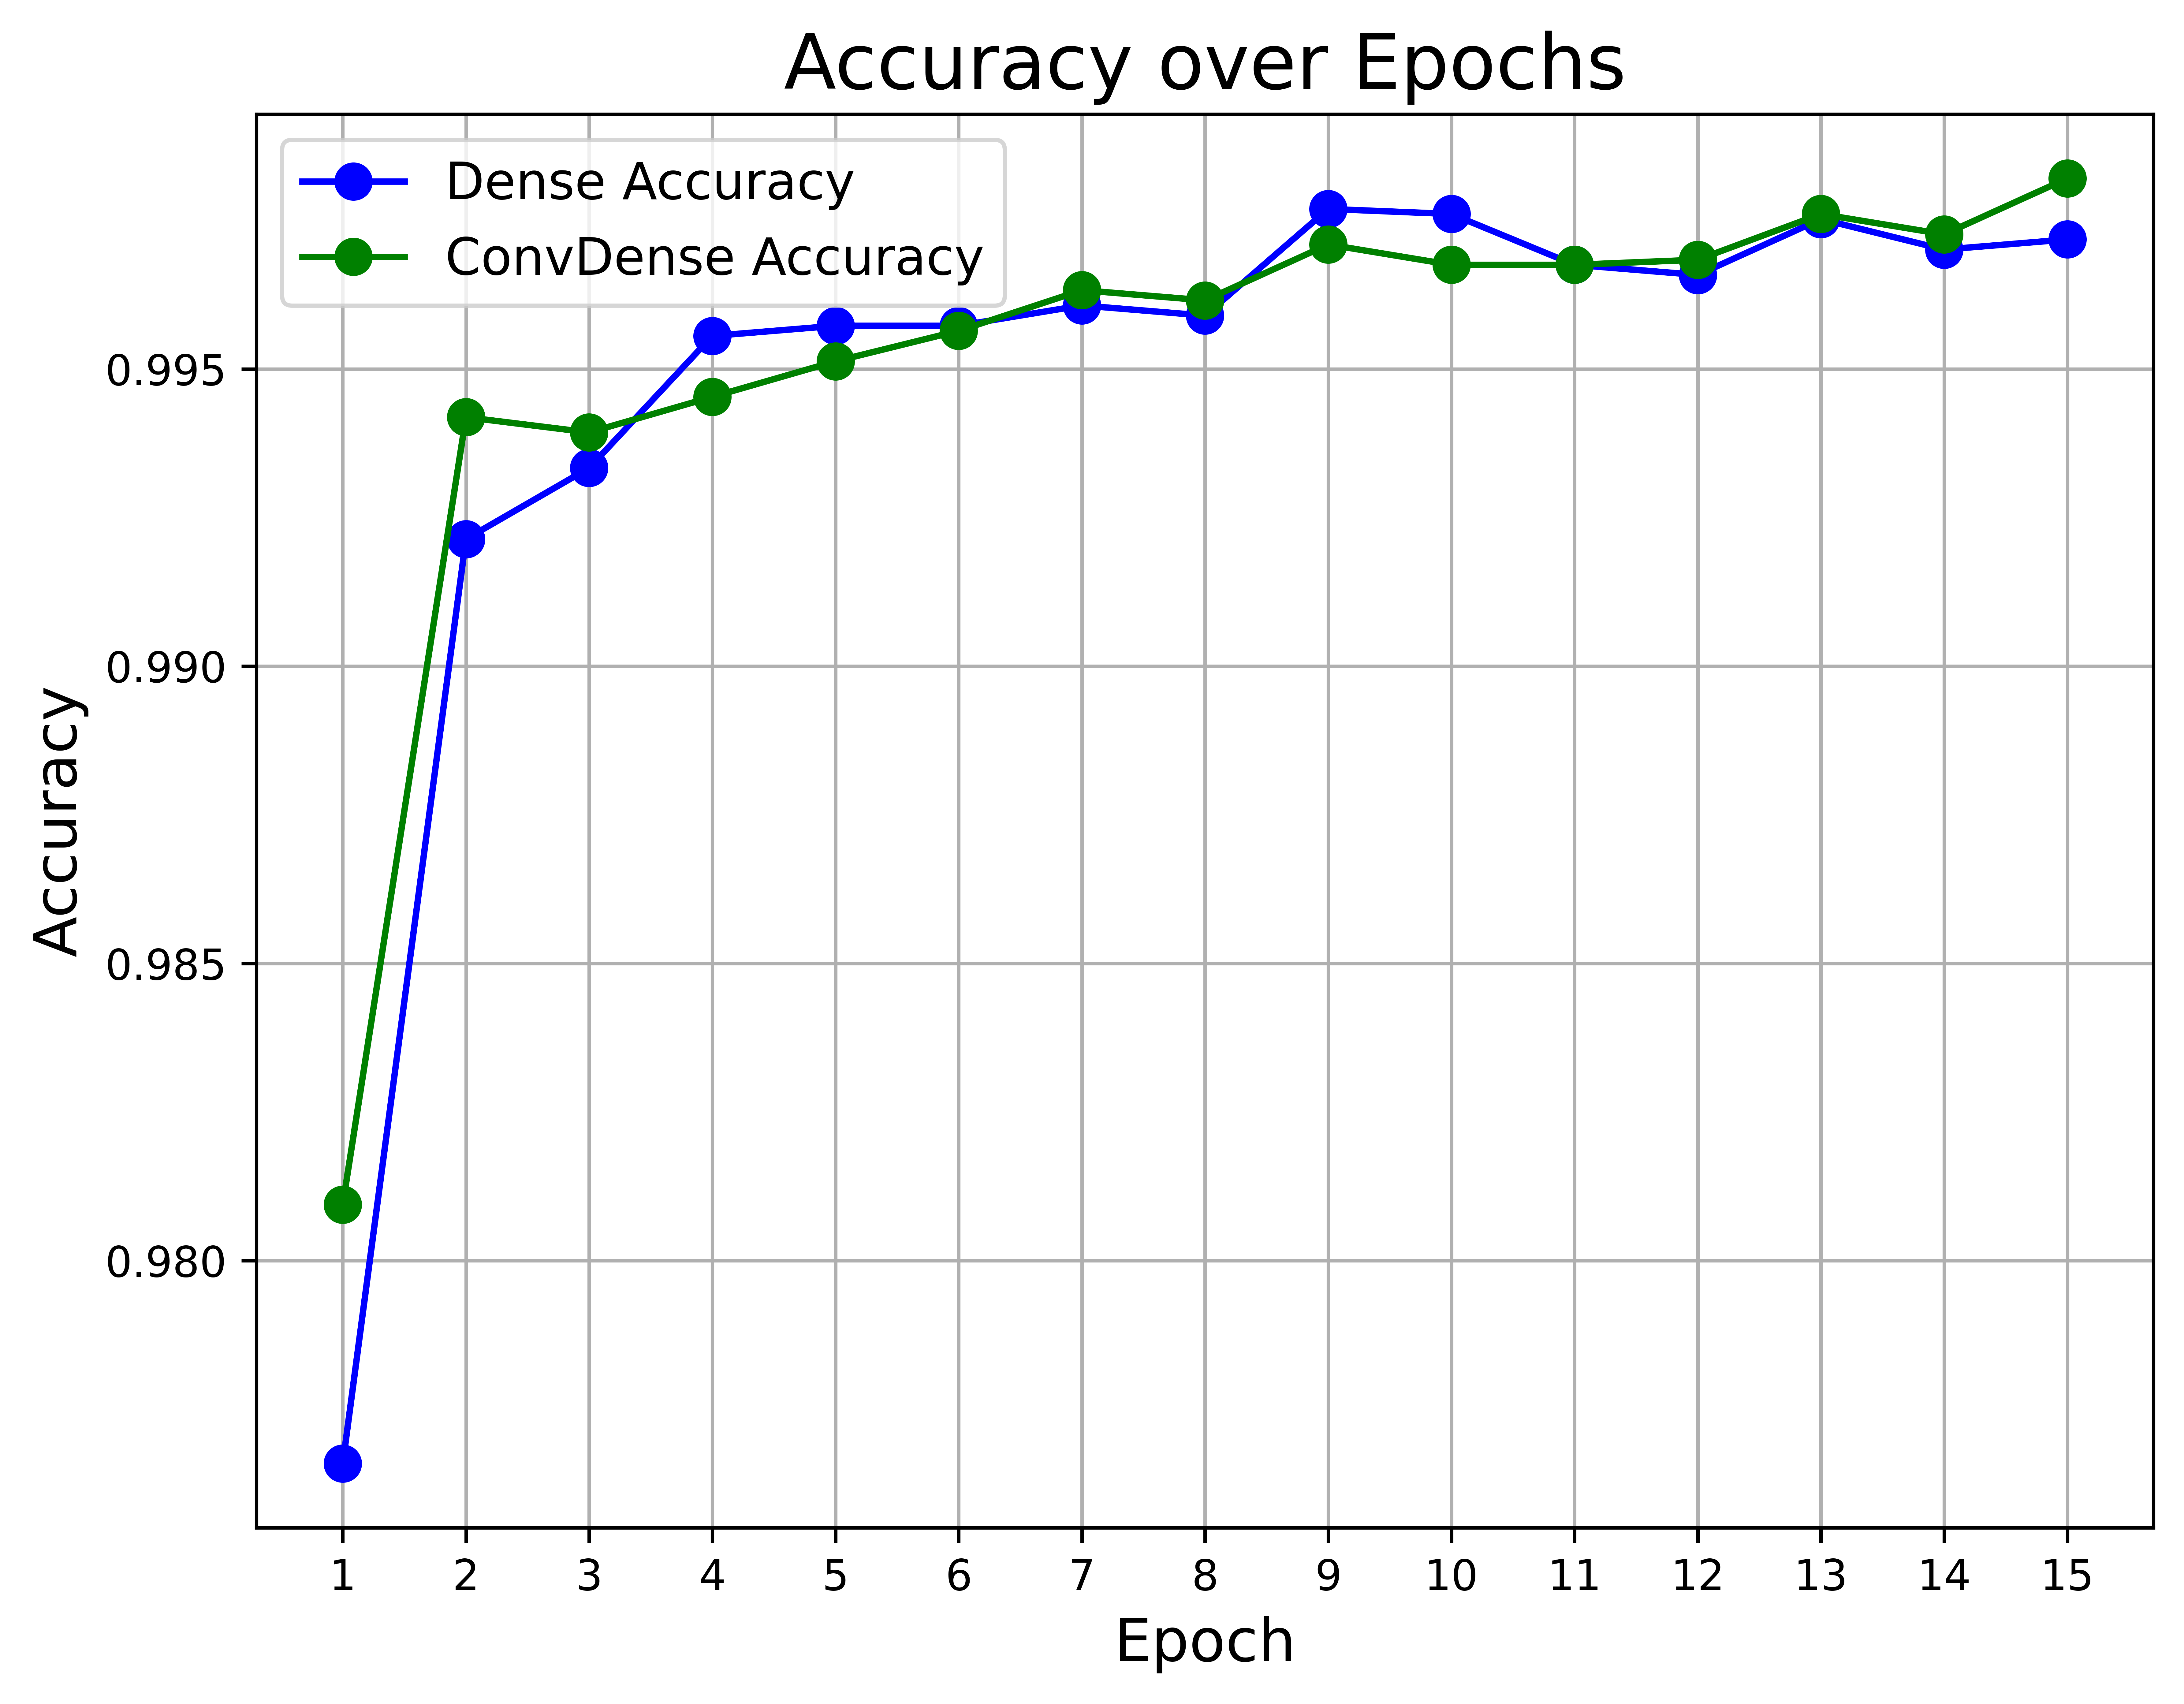 Accuracy over Epochs
Dense Accuracy
ConvDense Accuracy
Accuracy
0.995
0.990
0.985
0.980
1 2 3 4 5 6 7 8 9 10 11 12 13 14 15
Epoch